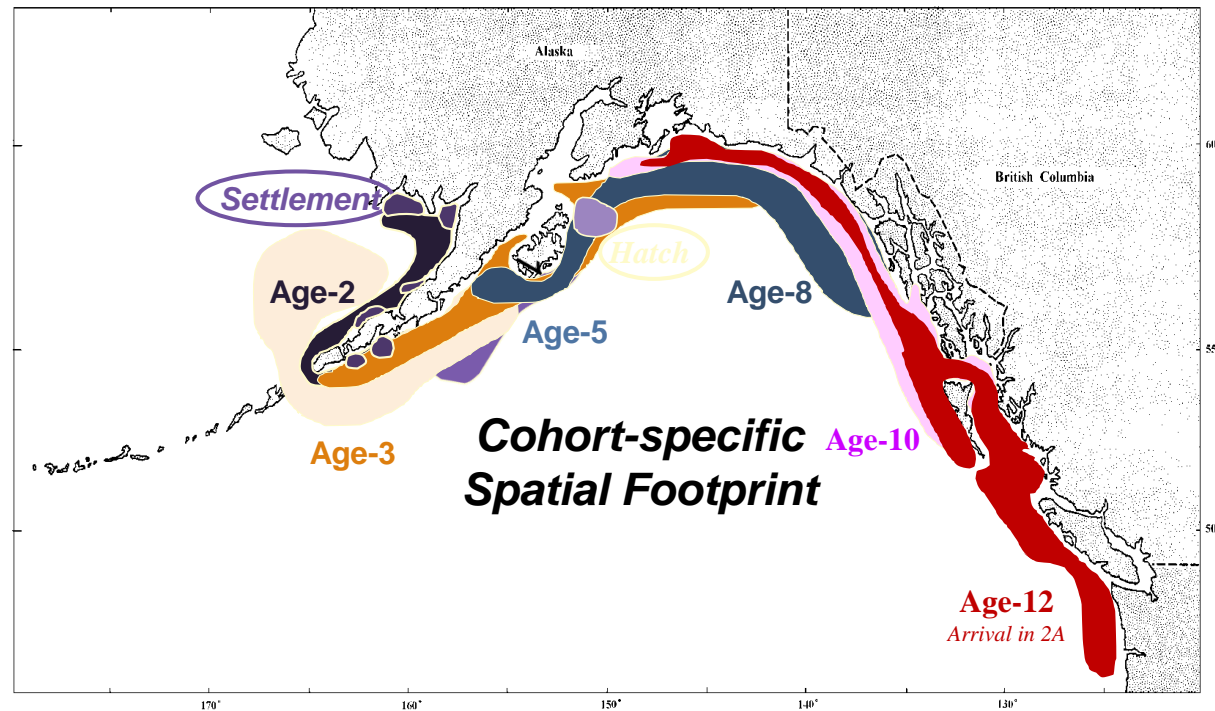 Alaska
60
British Columbia
Settlement
Hatch
Age-2
Age-8
Age-5
55
Age-3
Cohort-specific
Spatial Footprint
Age-10
50
Age-12
Arrival in 2A
170°
160°
150°
140°
130°